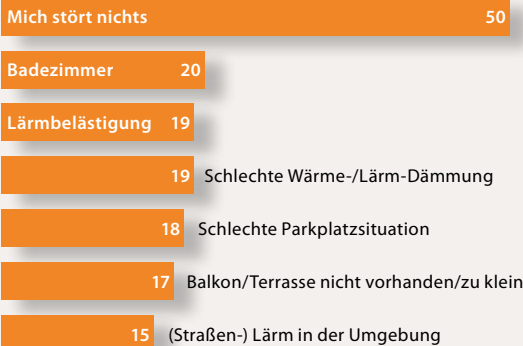 Mich stört nichts 50
Badezimmer 20
Lärmbelästigung 19
19 Schlechte Wärme-/Lärm-Dämmung
18 Schlechte Parkplatzsituation
17 Balkon/Terrasse nicht vorhanden/zu klein
15 (Straßen-) Lärm in der Umgebung